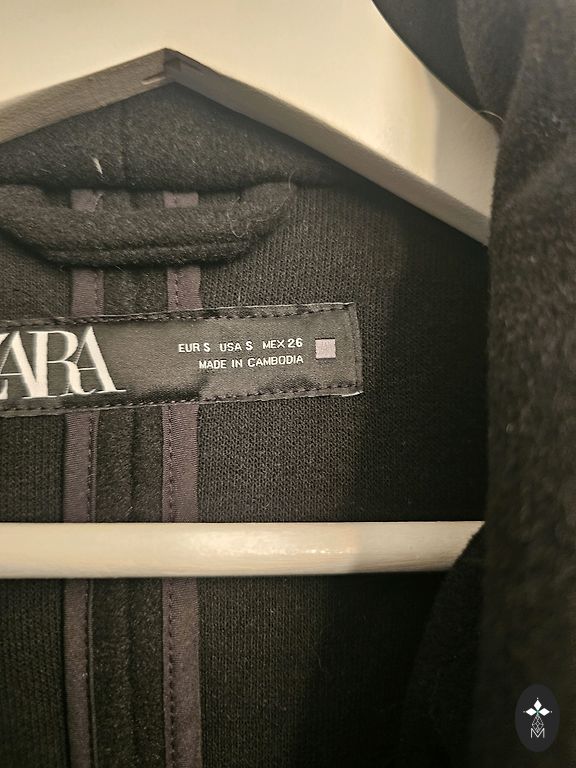 ZARA
EUR S USA S MEX 26
MADE IN CAMBODIA
M